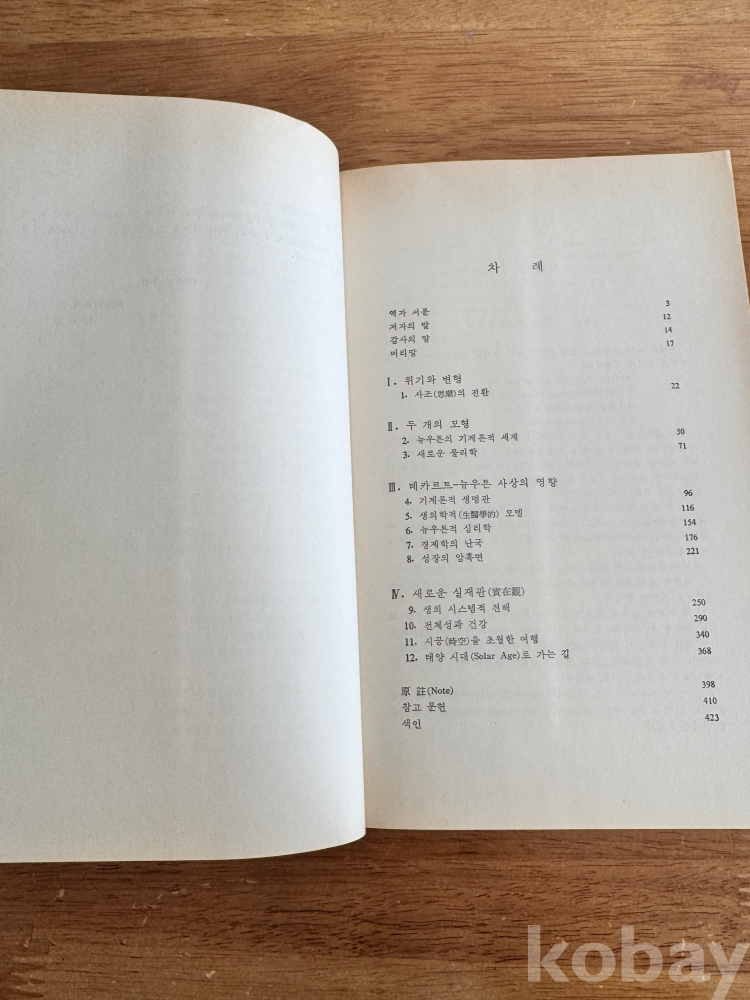 차 례
역자 서문 3
저자의 말 12
감사의 말 14
머리말 17
Ⅰ. 위기와 변형
1. 사조(思潮)의 전환 22
Ⅱ. 두 개의 모형
2. 뉴우튼의 기계론적 세계 50
3. 새로운 물리학 71
Ⅲ. 데카르트-뉴우튼 사상의 영향
4. 기계론적 생명관 96
5. 생의학적(生醫學的) 모델 116
6. 뉴우튼적 심리학 154
7. 경제학의 난국 176
8. 성장의 암흑면 221
Ⅳ. 새로운 실재관(實在觀)
9. 생의 시스템적 견해 250
10. 전체성과 건강 290
11. 시공(時空)을 초월한 여행 340
12. 태양 시대(Solar Age)로 가는 길 368
原 註(Note) 398
참고 문헌 410
색인 423
kobay